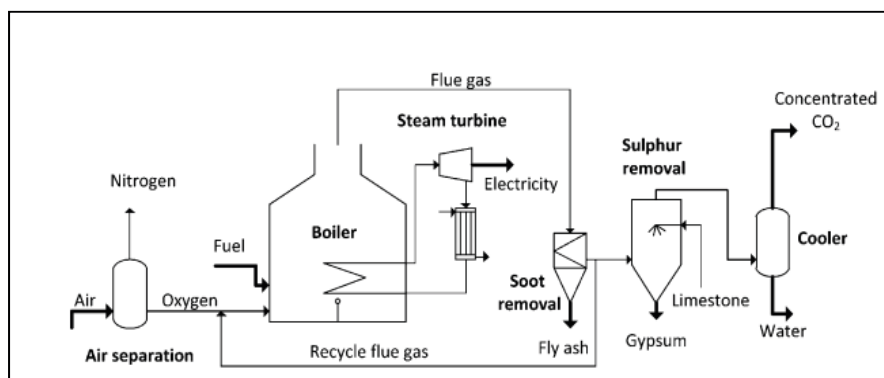 Flue gas
Concentrated
CO₂
Steam turbine
Sulphur
removal
Nitrogen
Electricity
Boiler
Fuel
Cooler
Soot
removal
Limestone
Air
Oxygen
Water
Air separation
Recycle flue gas
Fly ash
Gypsum